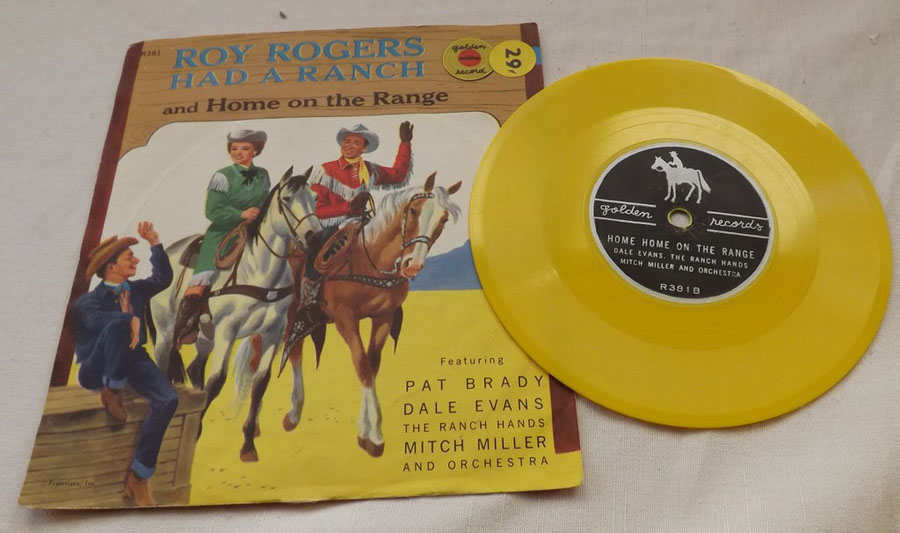 R381
ROY ROGERS
HAD A RANCH
and Home on the Range
golden
record
29¢
Featuring
PAT BRADY
DALE EVANS
THE RANCH HANDS
MITCH MILLER
AND ORCHESTRA
© Frontiers, Inc.
golden records
HOME HOME ON THE RANGE
DALE EVANS, THE RANCH HANDS
MITCH MILLER AND ORCHESTRA
R381B